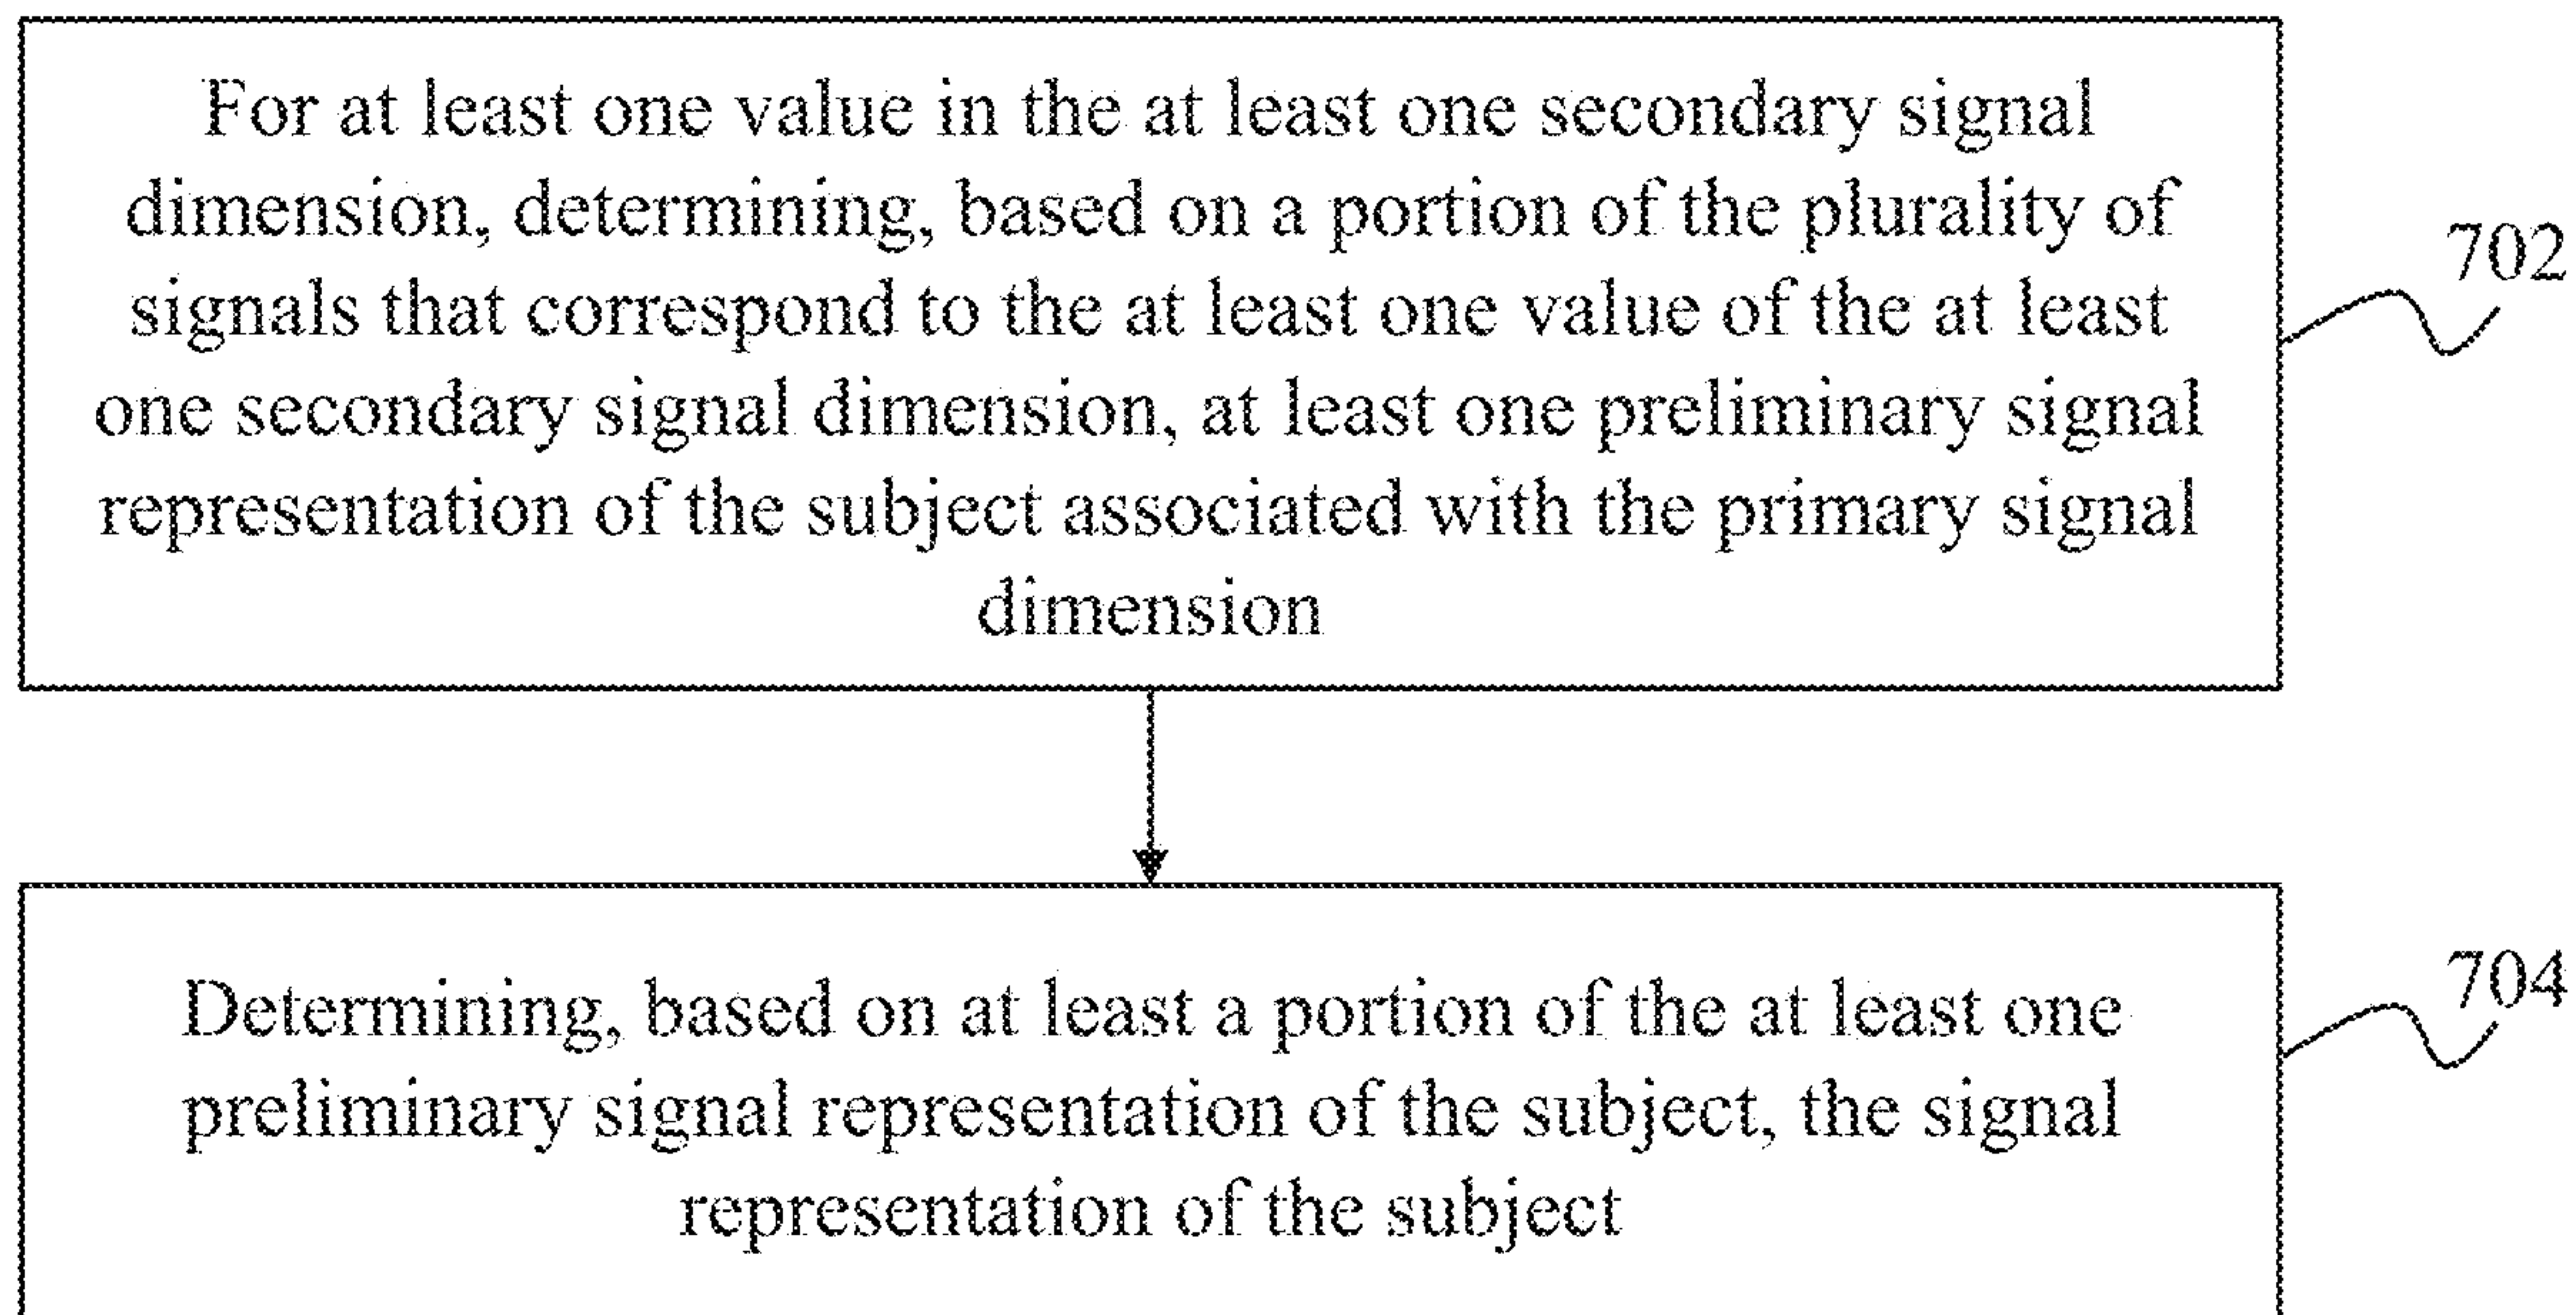 For at least one value in the at least one secondary signal
dimension, determining, based on a portion of the plurality of
signals that correspond to the at least one value of the at least
one secondary signal dimension, at least one preliminary signal
representation of the subject associated with the primary signal
dimension
702
Determining, based on at least a portion of the at least one
preliminary signal representation of the subject, the signal
representation of the subject
704